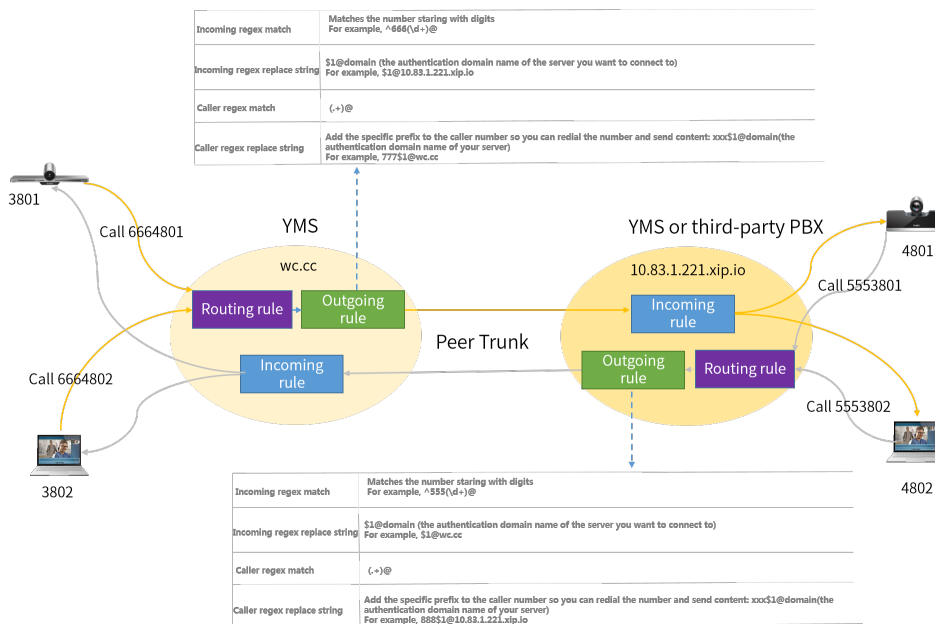 Incoming regex match
Matches the number staring with digits
For example, ^666(\d+)@
Incoming regex replace string
$1@domain (the authentication domain name of the server you want to connect to)
For example, $1@10.83.1.221.xip.io
Caller regex match
(.+)@
Caller regex replace string
Add the specific prefix to the caller number so you can redial the number and send content: xxx$1@domain(the
authentication domain name of your server)
For example, 777$1@wc.cc
3801
Call 6664801
YMS
YMS or third-party PBX
4801
wc.cc
10.83.1.221.xip.io
Call 5553801
Routing rule
Outgoing
rule
Incoming
rule
Peer Trunk
Incoming
rule
Outgoing
rule
Routing rule
Call 6664802
Call 5553802
3802
4802
Incoming regex match
Matches the number staring with digits
For example, ^555(\d+)@
Incoming regex replace string
$1@domain (the authentication domain name of the server you want to connect to)
For example, $1@wc.cc
Caller regex match
(.+)@
Caller regex replace string
Add the specific prefix to the caller number so you can redial the number and send content: xxx$1@domain(the
authentication domain name of your server)
For example, 888$1@10.83.1.221.xip.io